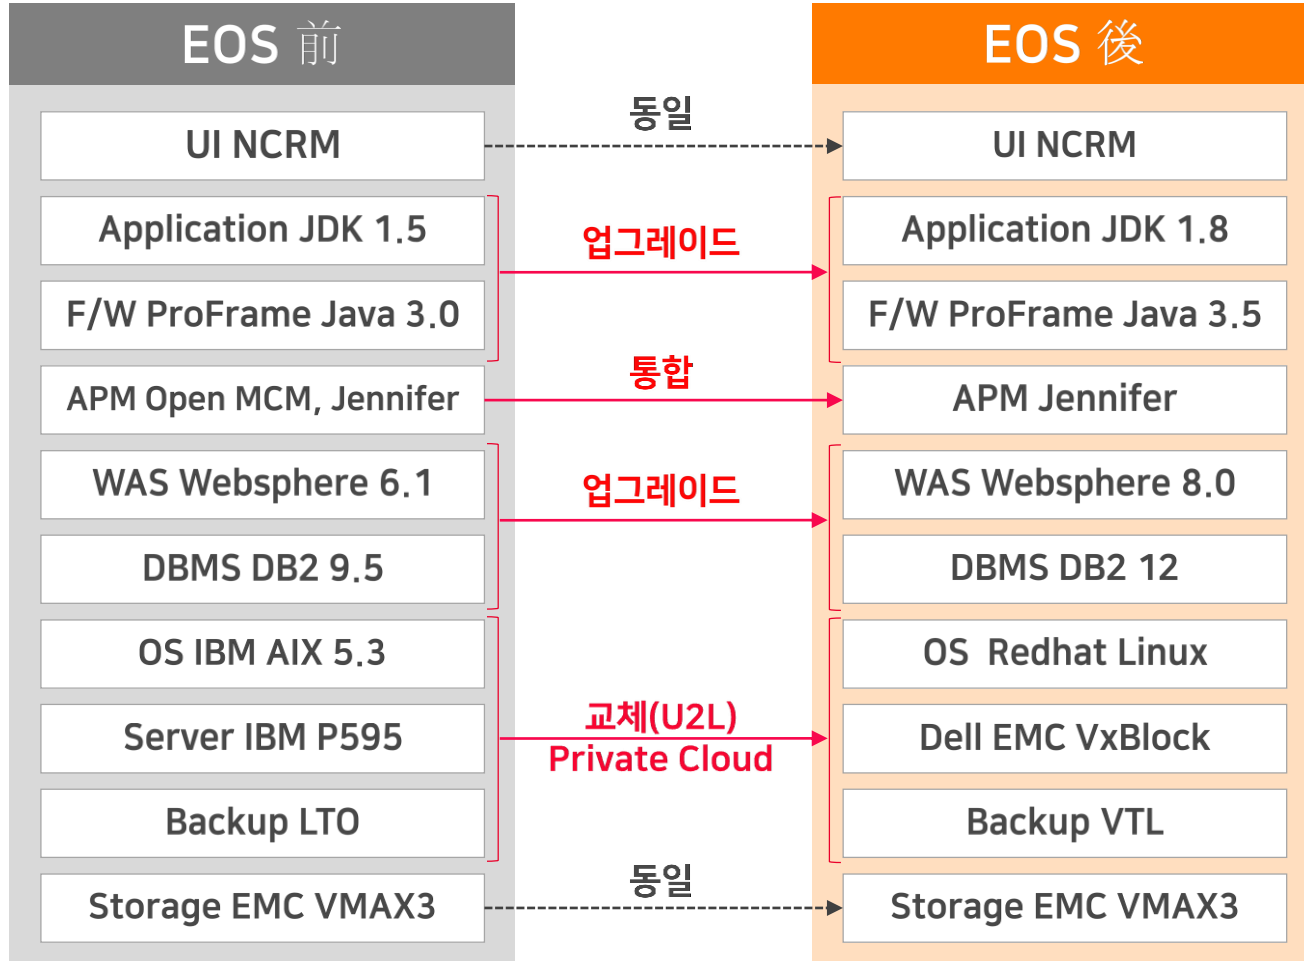 EOS 前
EOS 後
UI NCRM
동일
UI NCRM
Application JDK 1.5
업그레이드
Application JDK 1.8
F/W ProFrame Java 3.0
F/W ProFrame Java 3.5
APM Open MCM, Jennifer
통합
APM Jennifer
WAS Websphere 6.1
업그레이드
WAS Websphere 8.0
DBMS DB2 9.5
DBMS DB2 12
OS IBM AIX 5.3
OS Redhat Linux
Server IBM P595
교체(U2L)
Private Cloud
Dell EMC VxBlock
Backup LTO
Backup VTL
Storage EMC VMAX3
동일
Storage EMC VMAX3